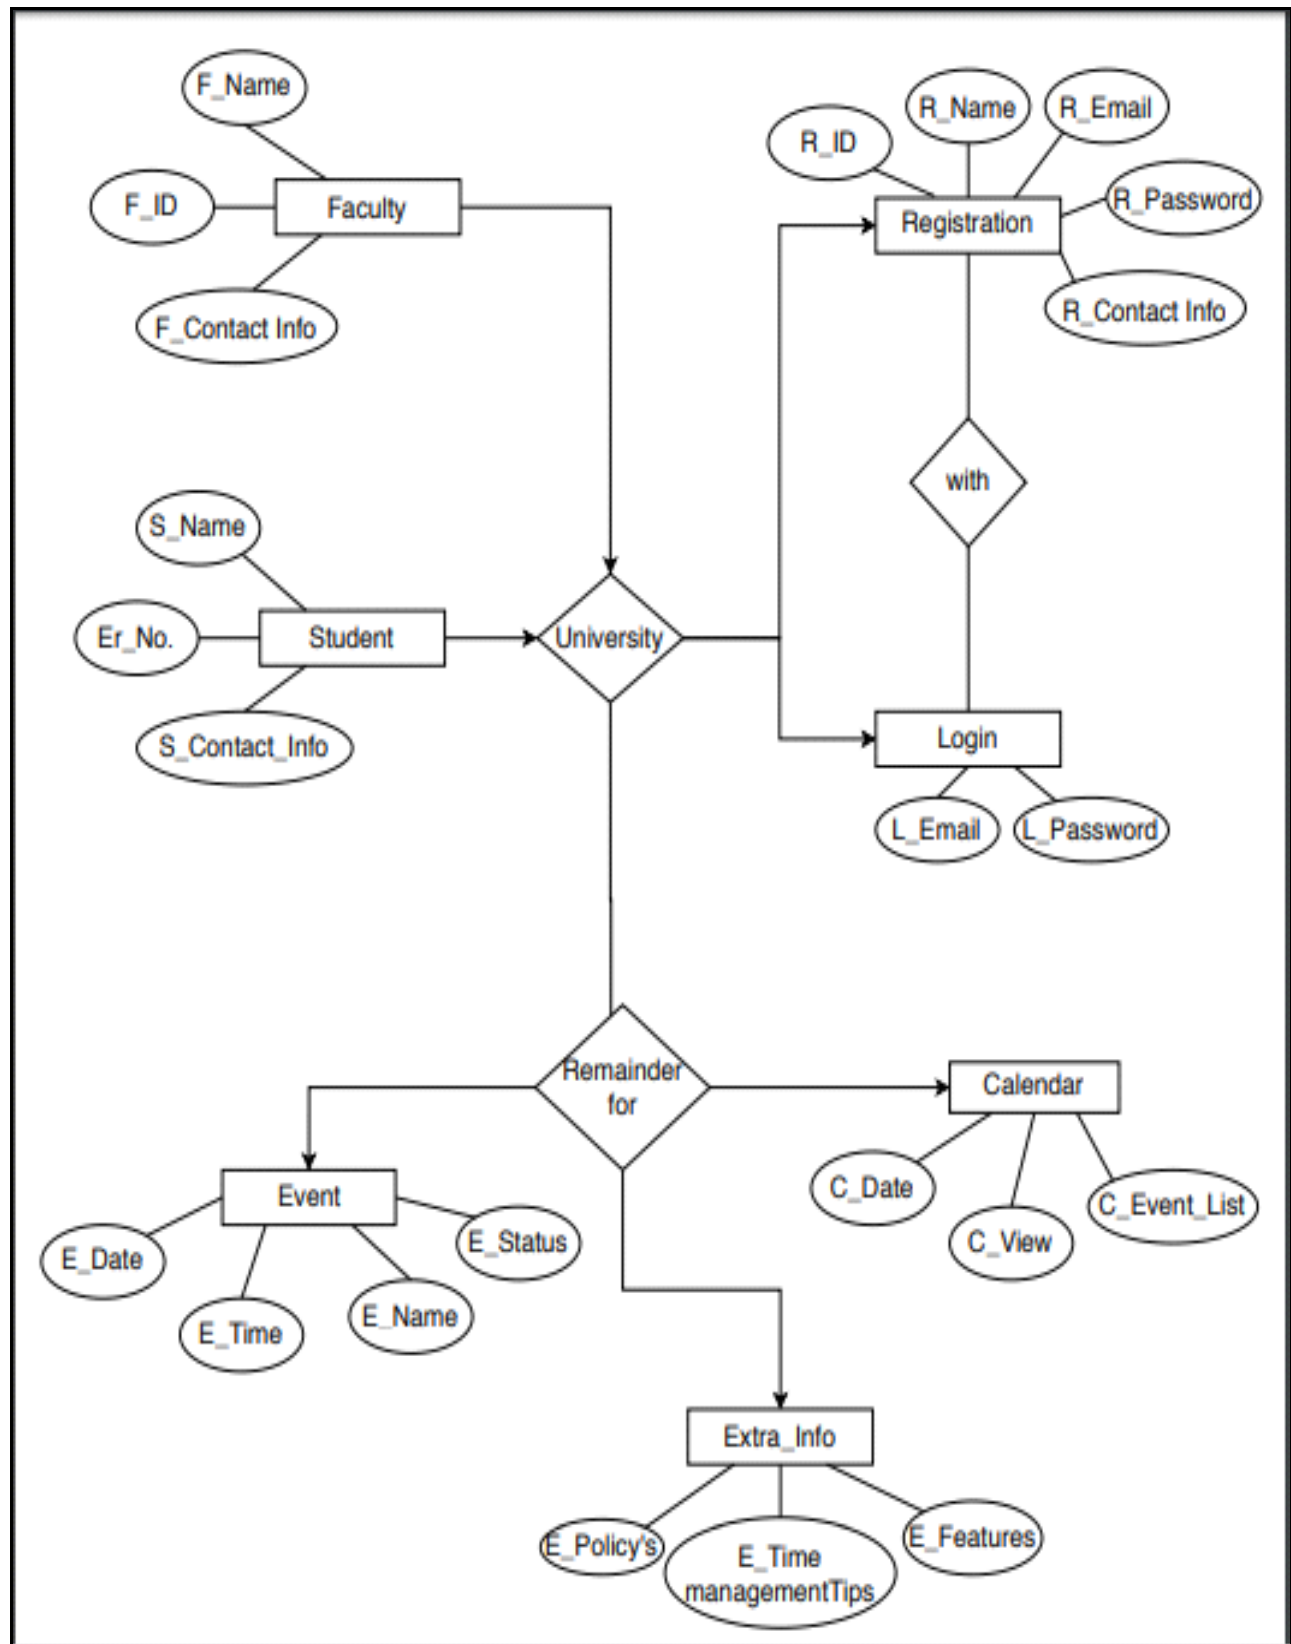 F_Name
F_ID
Faculty
F_Contact Info
R_ID
R_Name
R_Email
R_Password
Registration
R_Contact Info
with
S_Name
Er_No.
Student
S_Contact_Info
University
Login
L_Email
L_Password
Remainder
for
Calendar
C_Date
C_View
C_Event_List
Event
E_Date
E_Time
E_Name
E_Status
Extra_Info
E_Policy's
E_Time
managementTips
E_Features